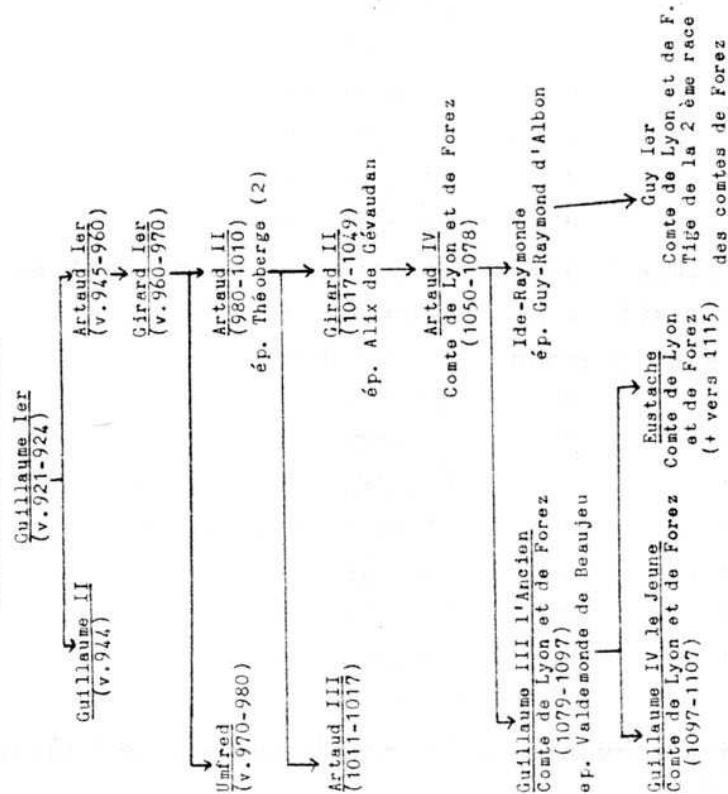 Guillaume Ier
(v.921-924)
Guillaume II
(v.944)
Artaud Ier
(v.945-960)
Girard Ier
(v.960-970)
Umfred
(v.970-980)
Artaud II
(980-1010)
ép. Théoberge (2)
Artaud III
(1011-1017)
Girard II
(1017-1049)
ép. Alix de Gévaudan
Artaud IV
Comte de Lyon et de Forez
(1050-1078)
Guillaume III l'Ancien
Comte de Lyon et de Forez
(1079-1097)
ép. Valdemonde de Beaujeu
Ide-Raymonde
ép. Guy-Raymond d'Albon
Guillaume IV le Jeune
Comte de Lyon et de Forez
(1097-1107)
Eustache
Comte de Lyon
et de Forez
(+ vers 1115)
Guy Ier
Comte de Lyon et de F.
Tige de la 2 ème race
des comtes de Forez